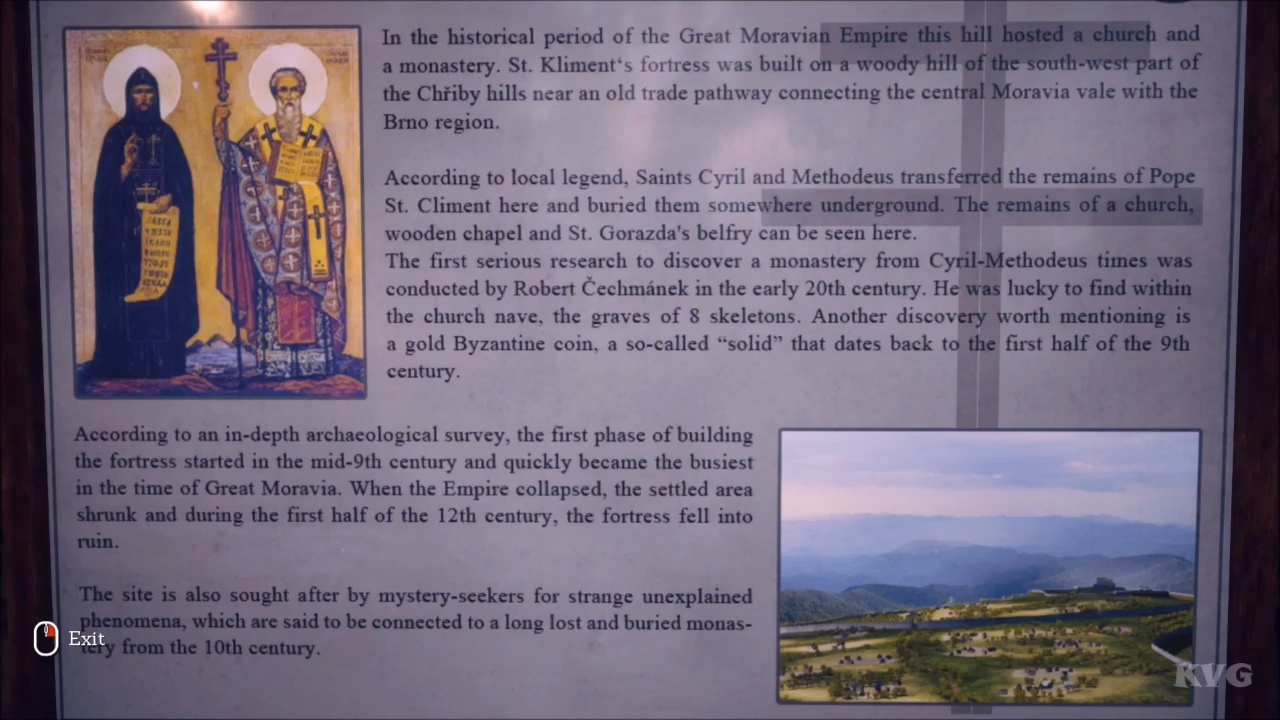 In the historical period of the Great Moravian Empire this hill hosted a church and
a monastery. St. Kliment‘s fortress was built on a woody hill of the south-west part of
the Chřiby hills near an old trade pathway connecting the central Moravia vale with the
Brno region.
According to local legend, Saints Cyril and Methodeus transferred the remains of Pope
St. Climent here and buried them somewhere underground. The remains of a church,
wooden chapel and St. Gorazda's belfry can be seen here.
The first serious research to discover a monastery from Cyril-Methodeus times was
conducted by Robert Čechmánek in the early 20th century. He was lucky to find within
the church nave, the graves of 8 skeletons. Another discovery worth mentioning is
a gold Byzantine coin, a so-called “solid” that dates back to the first half of the 9th
century.
According to an in-depth archaeological survey, the first phase of building
the fortress started in the mid-9th century and quickly became the busiest
in the time of Great Moravia. When the Empire collapsed, the settled area
shrunk and during the first half of the 12th century, the fortress fell into
ruin.
The site is also sought after by mystery-seekers for strange unexplained
phenomena, which are said to be connected to a long lost and buried monas-
tery from the 10th century.
Exit
KVG